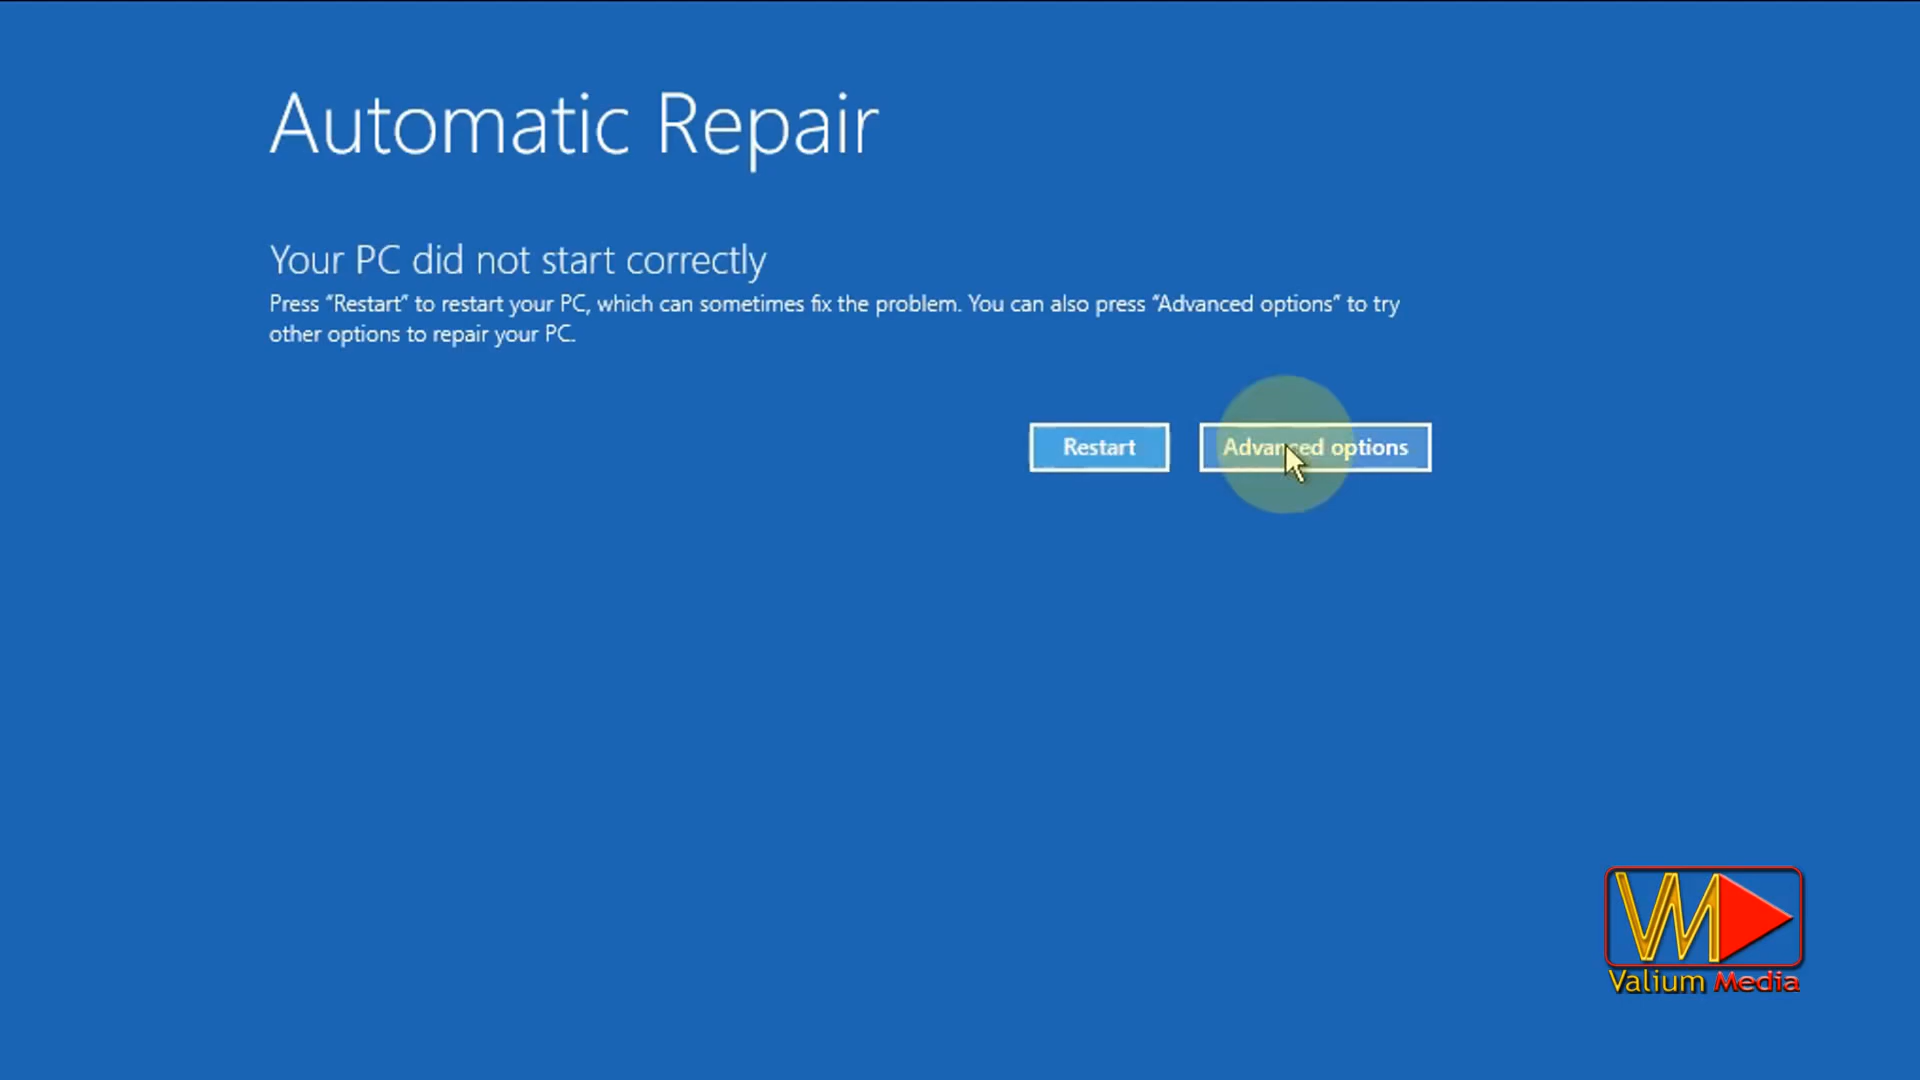 Automatic Repair
Your PC did not start correctly
Press “Restart” to restart your PC, which can sometimes fix the problem. You can also press “Advanced options” to try
other options to repair your PC.
Restart
Advanced options
VM
Valium Media